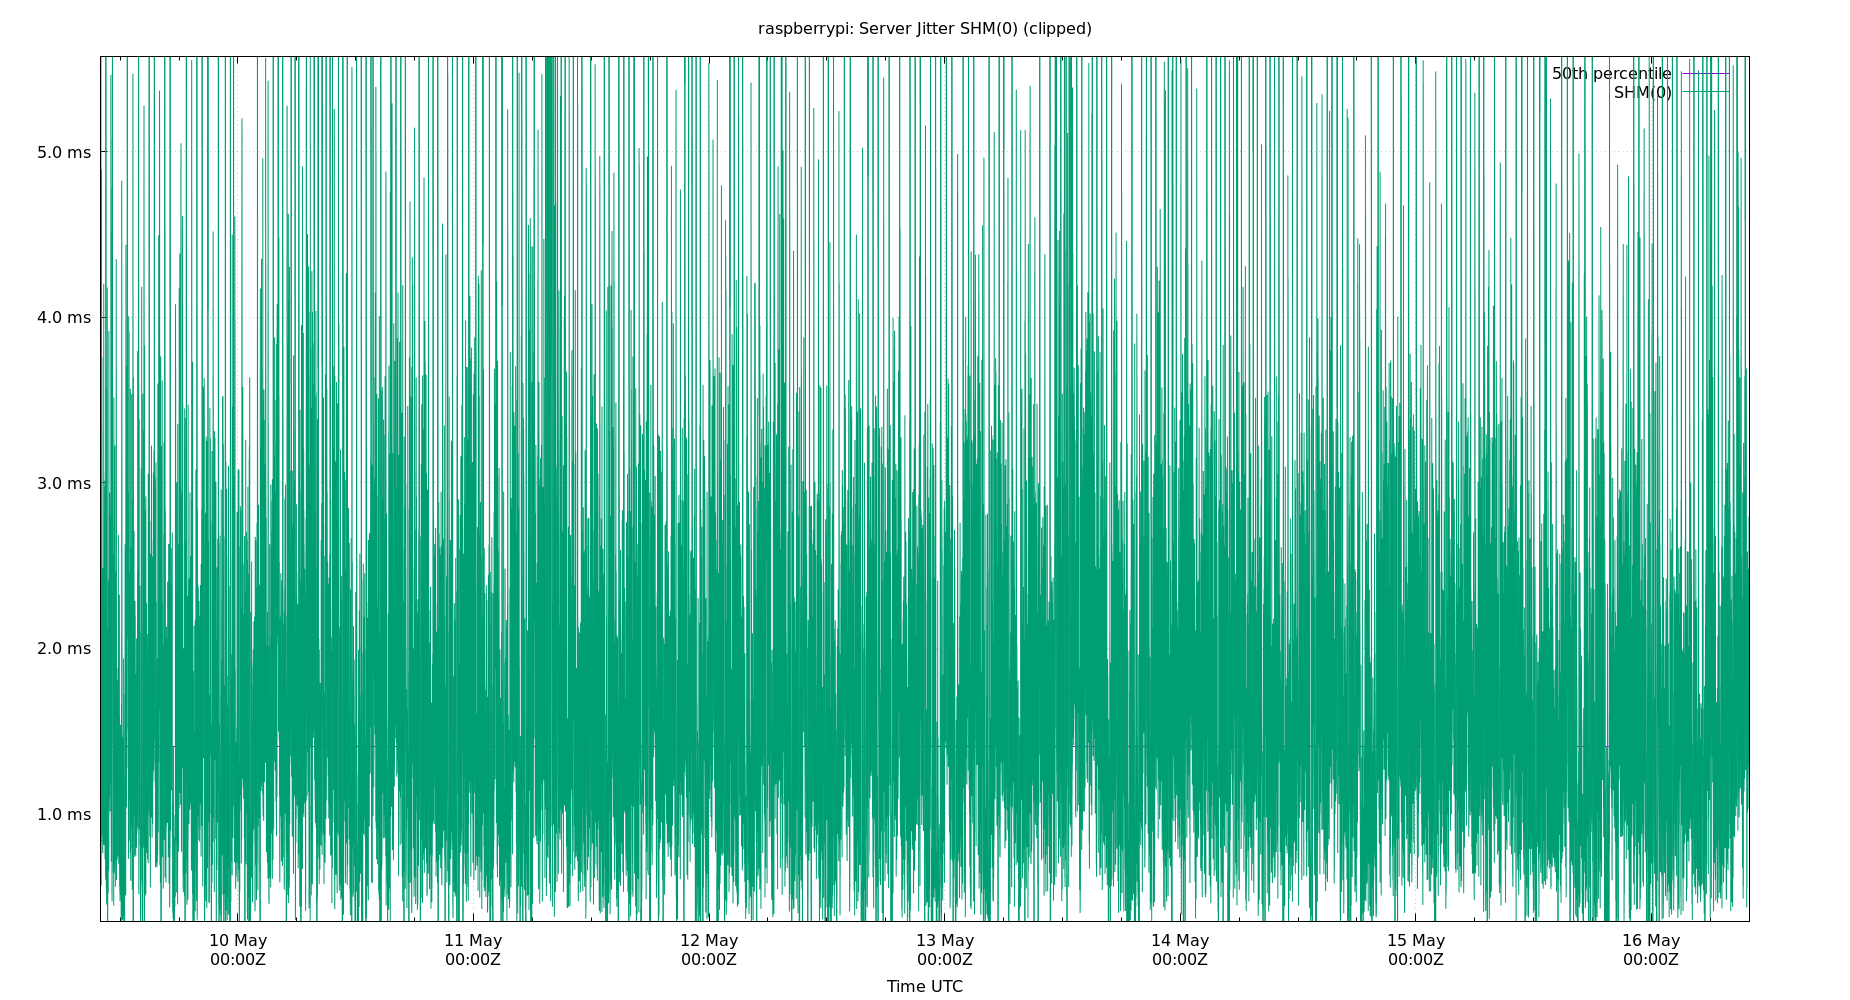 raspberrypi: Server Jitter SHM(0) (clipped)
50th percentile
SHM(0)
5.0 ms
4.0 ms
3.0 ms
2.0 ms
1.0 ms
10 May 11 May 12 May 13 May 14 May 15 May 16 May
00:00Z 00:00Z 00:00Z 00:00Z 00:00Z 00:00Z 00:00Z
Time UTC